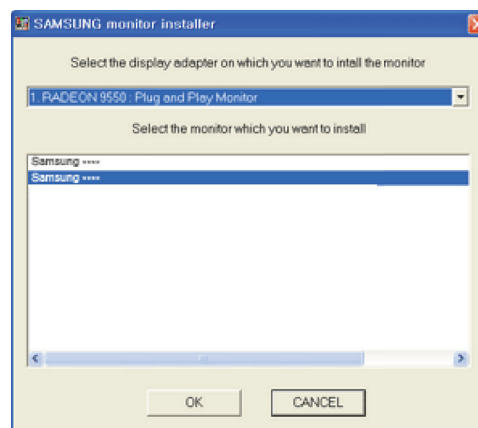 SAMSUNG monitor installer
Select the display adapter on which you want to intall the monitor
1. RADEON 9550 : Plug and Play Monitor
Select the monitor which you want to install
Samsung ****
Samsung ****
OK
CANCEL